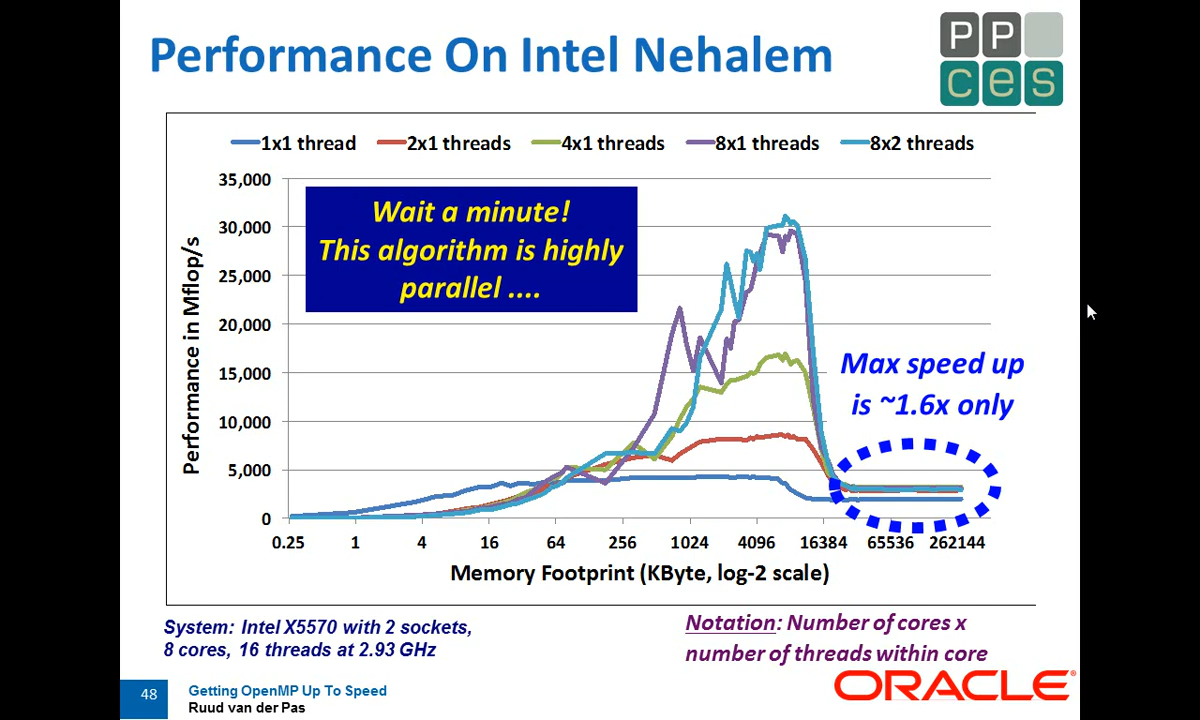 Performance On Intel Nehalem
P P
c e s
1x1 thread 2x1 threads 4x1 threads 8x1 threads 8x2 threads
35,000
30,000
25,000
20,000
15,000
10,000
5,000
0
Performance in Mflop/s
Wait a minute!
This algorithm is highly
parallel ....
Max speed up
is ~1.6x only
0.25 1 4 16 64 256 1024 4096 16384 65536 262144
Memory Footprint (KByte, log-2 scale)
System: Intel X5570 with 2 sockets,
8 cores, 16 threads at 2.93 GHz
Notation: Number of cores x
number of threads within core
48
Getting OpenMP Up To Speed
Ruud van der Pas
ORACLE®